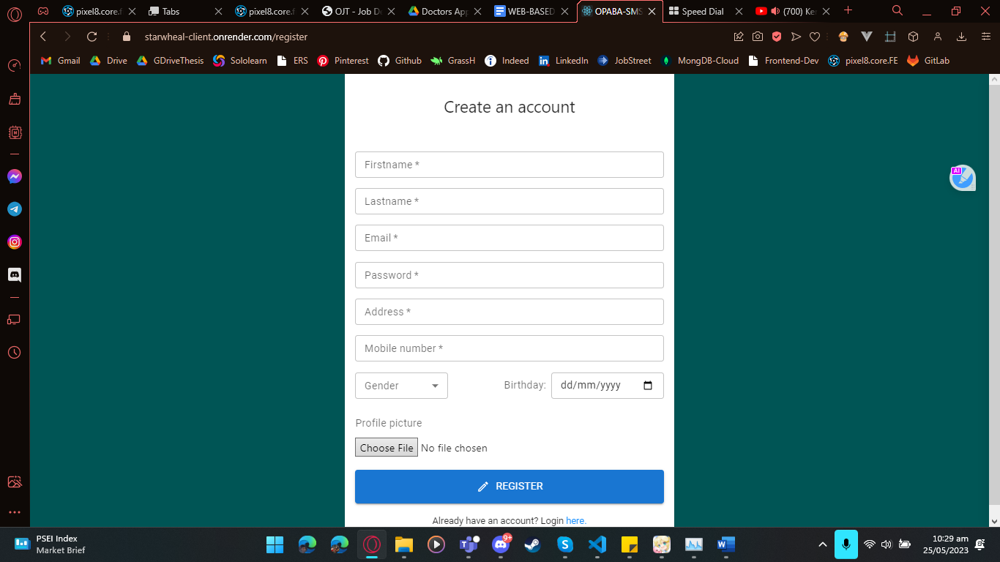 pixel8.core.f
Tabs
pixel8.core.f
OJT - Job De
Doctors App
WEB-BASED
OPABA-SMS
Speed Dial
(700) Ker
starwheal-client.onrender.com/register
Gmail Drive GDriveThesis Sololearn ERS Pinterest Github GrassH Indeed LinkedIn JobStreet MongDB-Cloud Frontend-Dev pixel8.core.FE GitLab
Create an account
AI
Firstname *
Lastname *
Email *
Password *
Address *
Mobile number *
Gender Birthday: dd/mm/yyyy
Profile picture
Choose File No file chosen
REGISTER
Already have an account? Login here.
PSEI Index
Market Brief
9+
10:29 am
25/05/2023